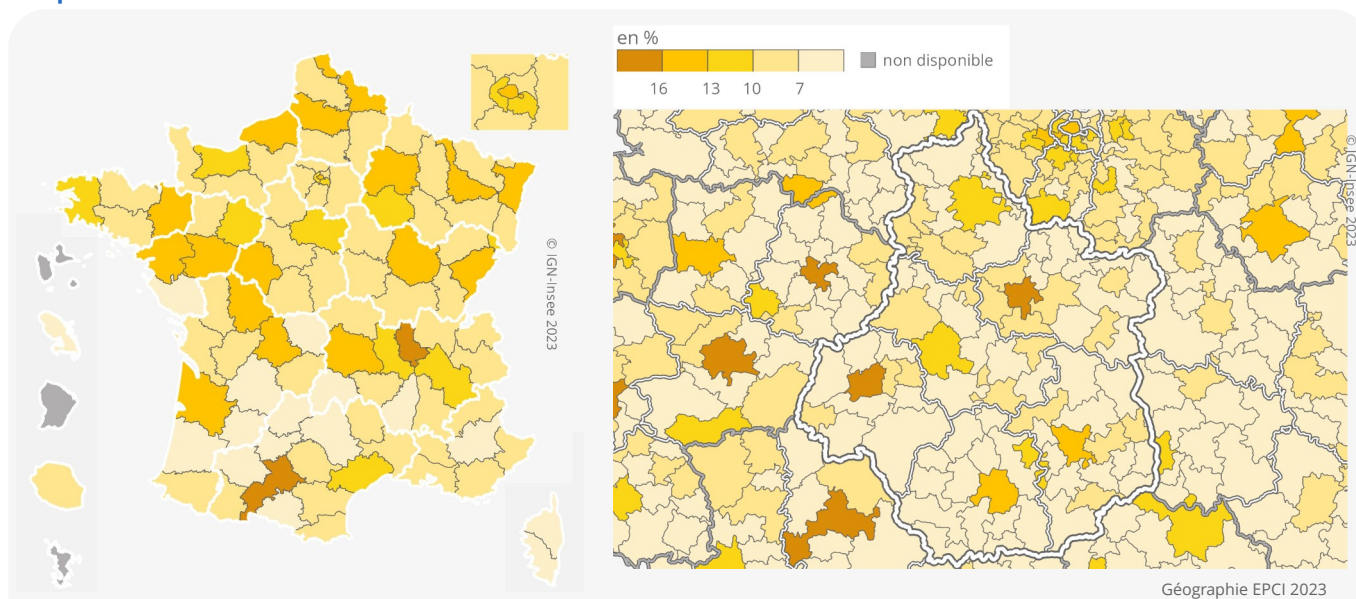 en %
16 13 10 7
non disponible
© IGN-Insee 2023
© IGN-Insee 2023
Géographie EPCI 2023